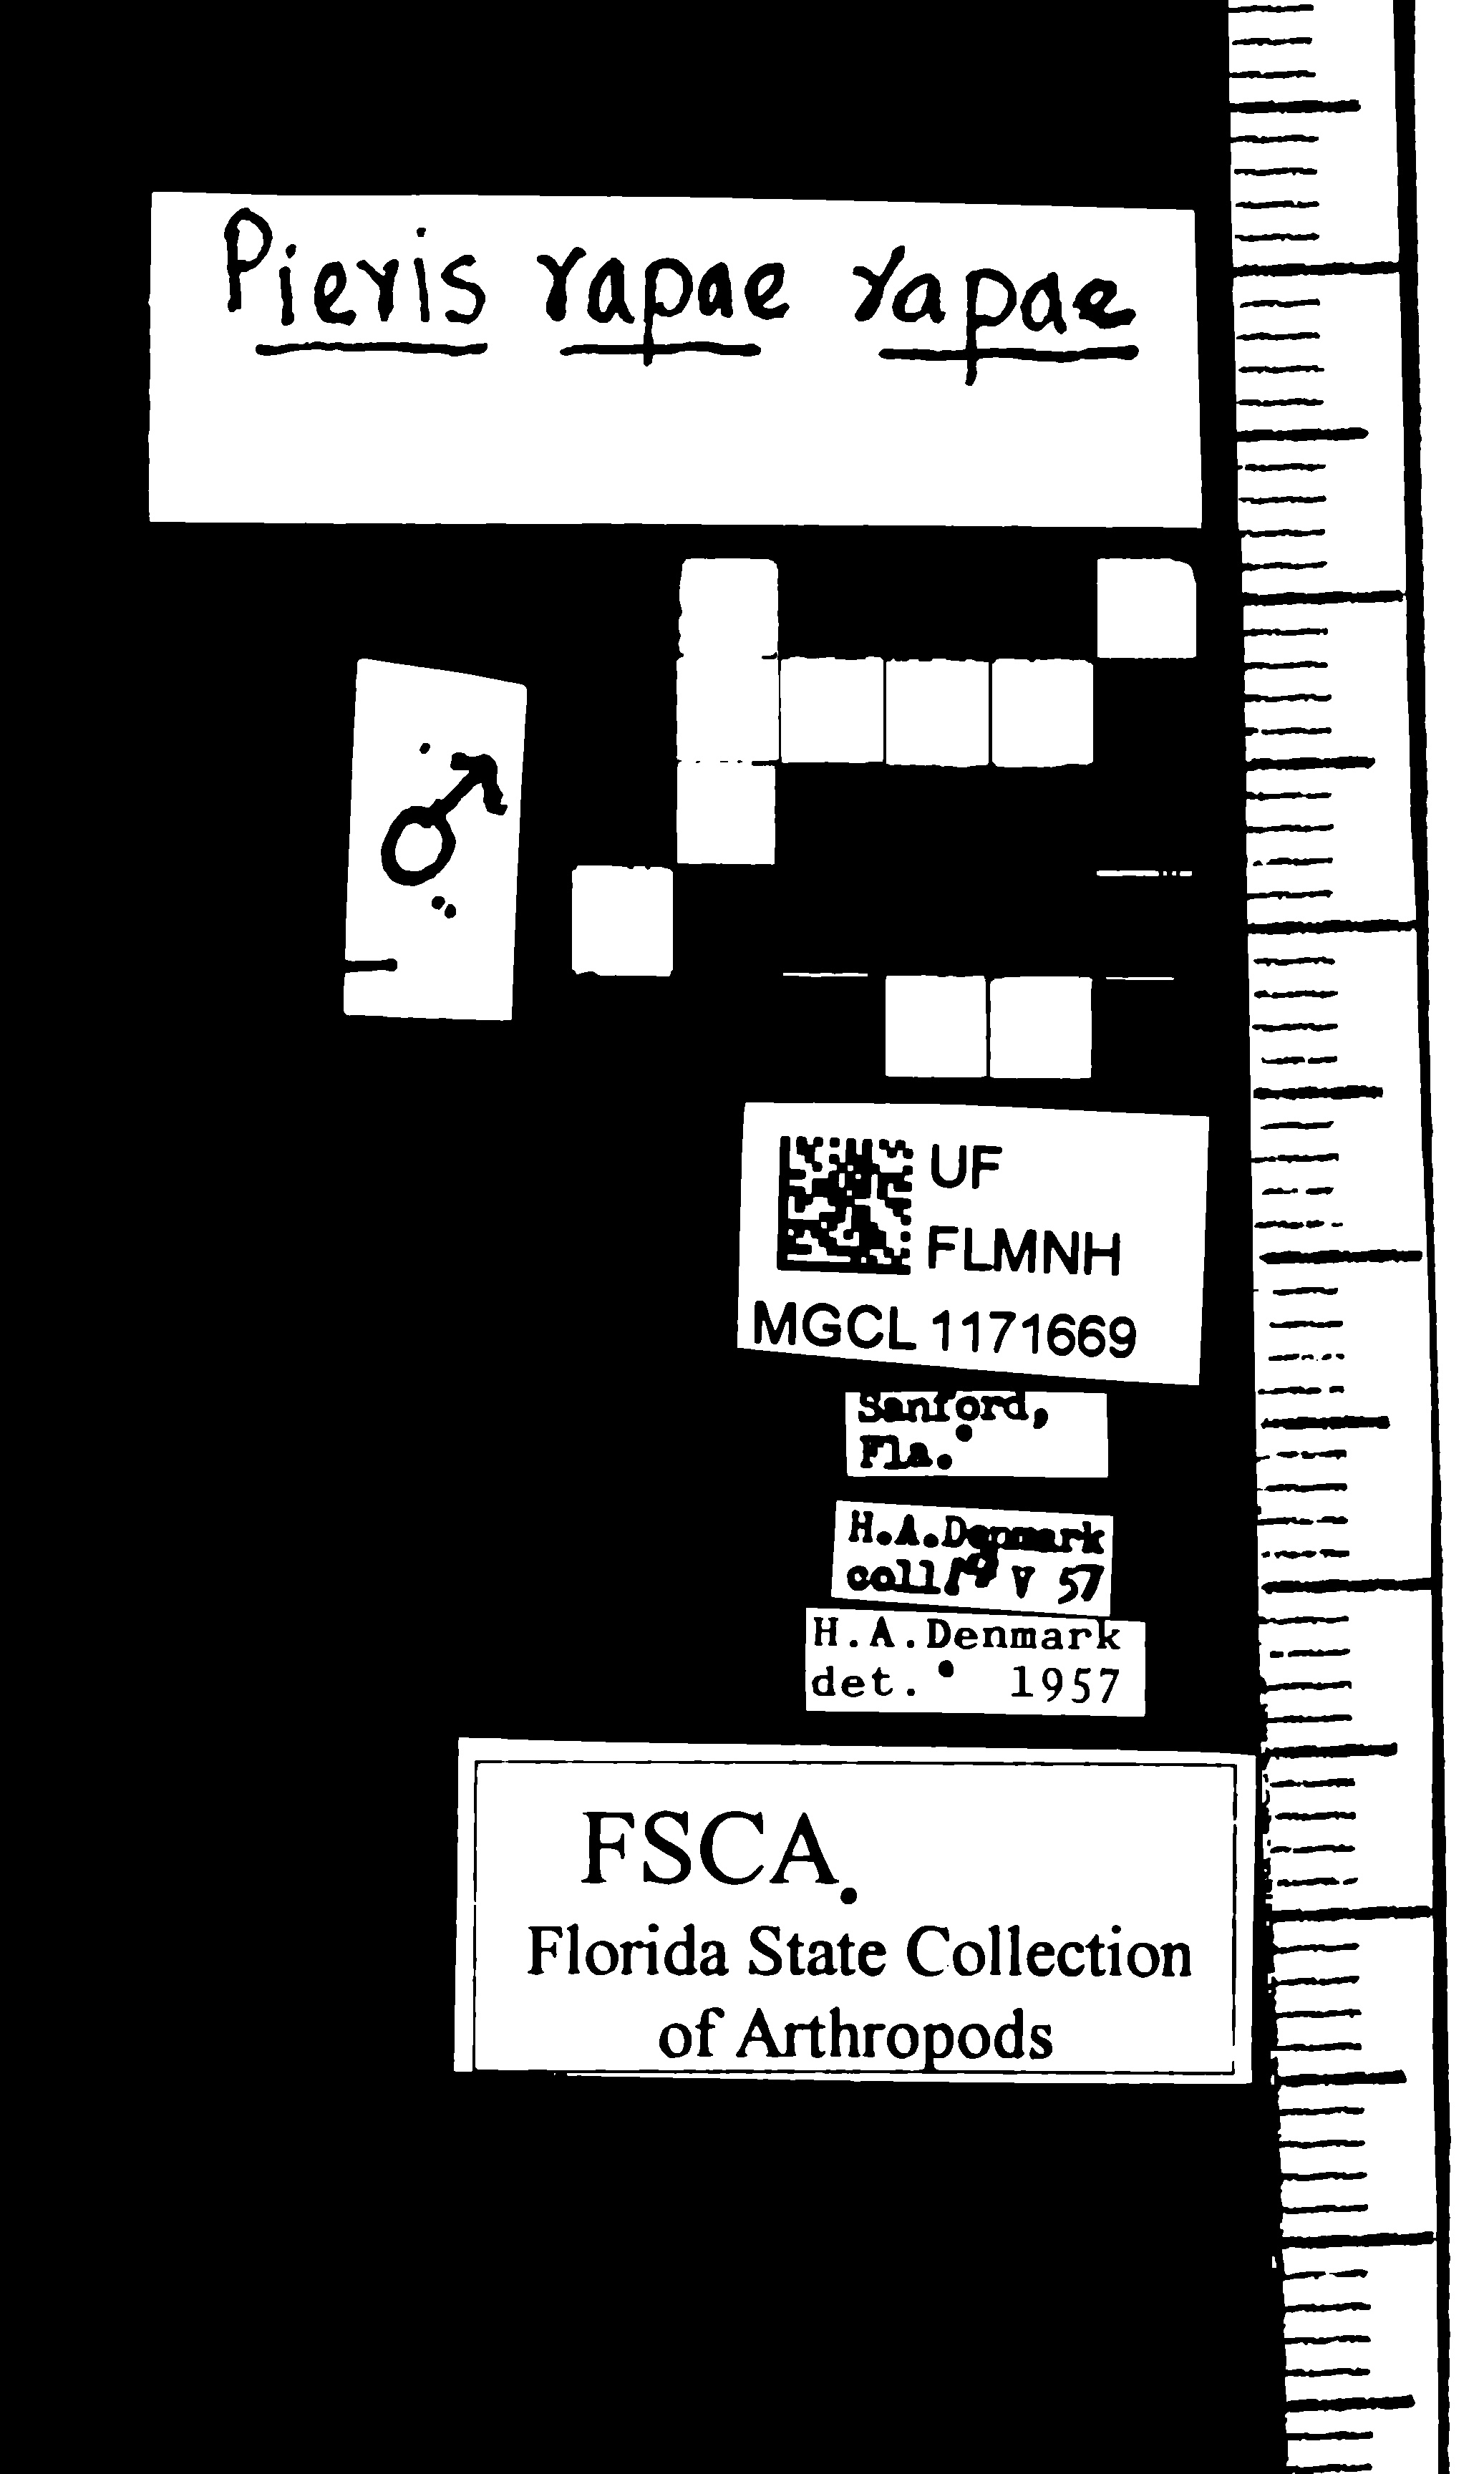 Pieris rapae rapae
♂
UF
FLMNH
MGCL 1171669
Sanford,
Fla.
H.A.Denmark
coll V 57
H.A.Denmark
det. 1957
FSCA
Florida State Collection
of Arthropods